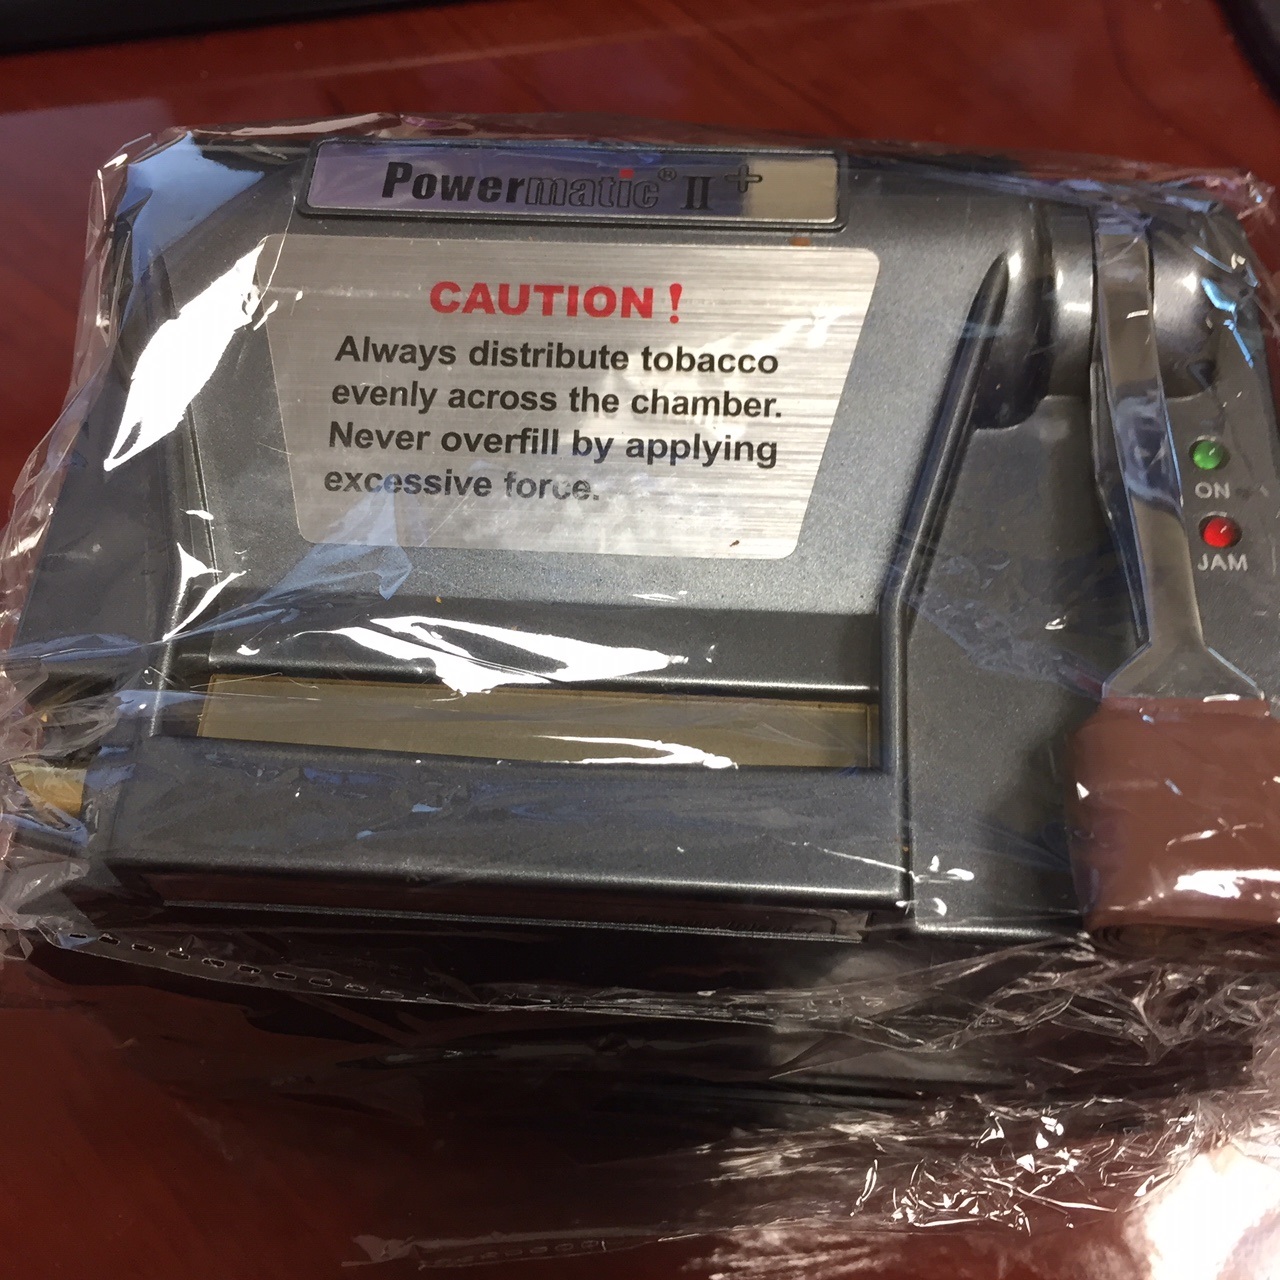 Powermatic® II +
CAUTION!
Always distribute tobacco
evenly across the chamber.
Never overfill by applying
excessive force.
ON
JAM